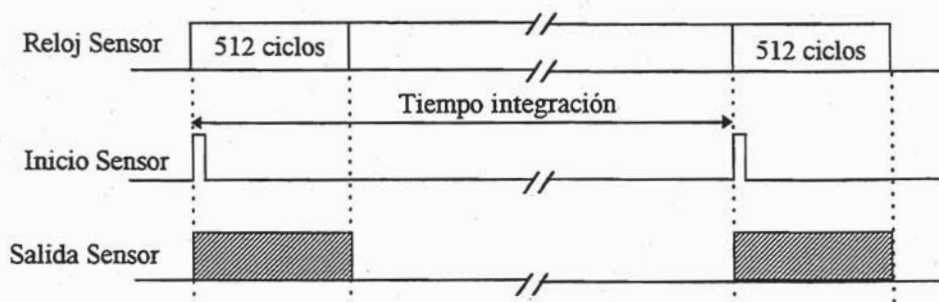 Reloj Sensor
512 ciclos
512 ciclos
Tiempo integración
Inicio Sensor
Salida Sensor